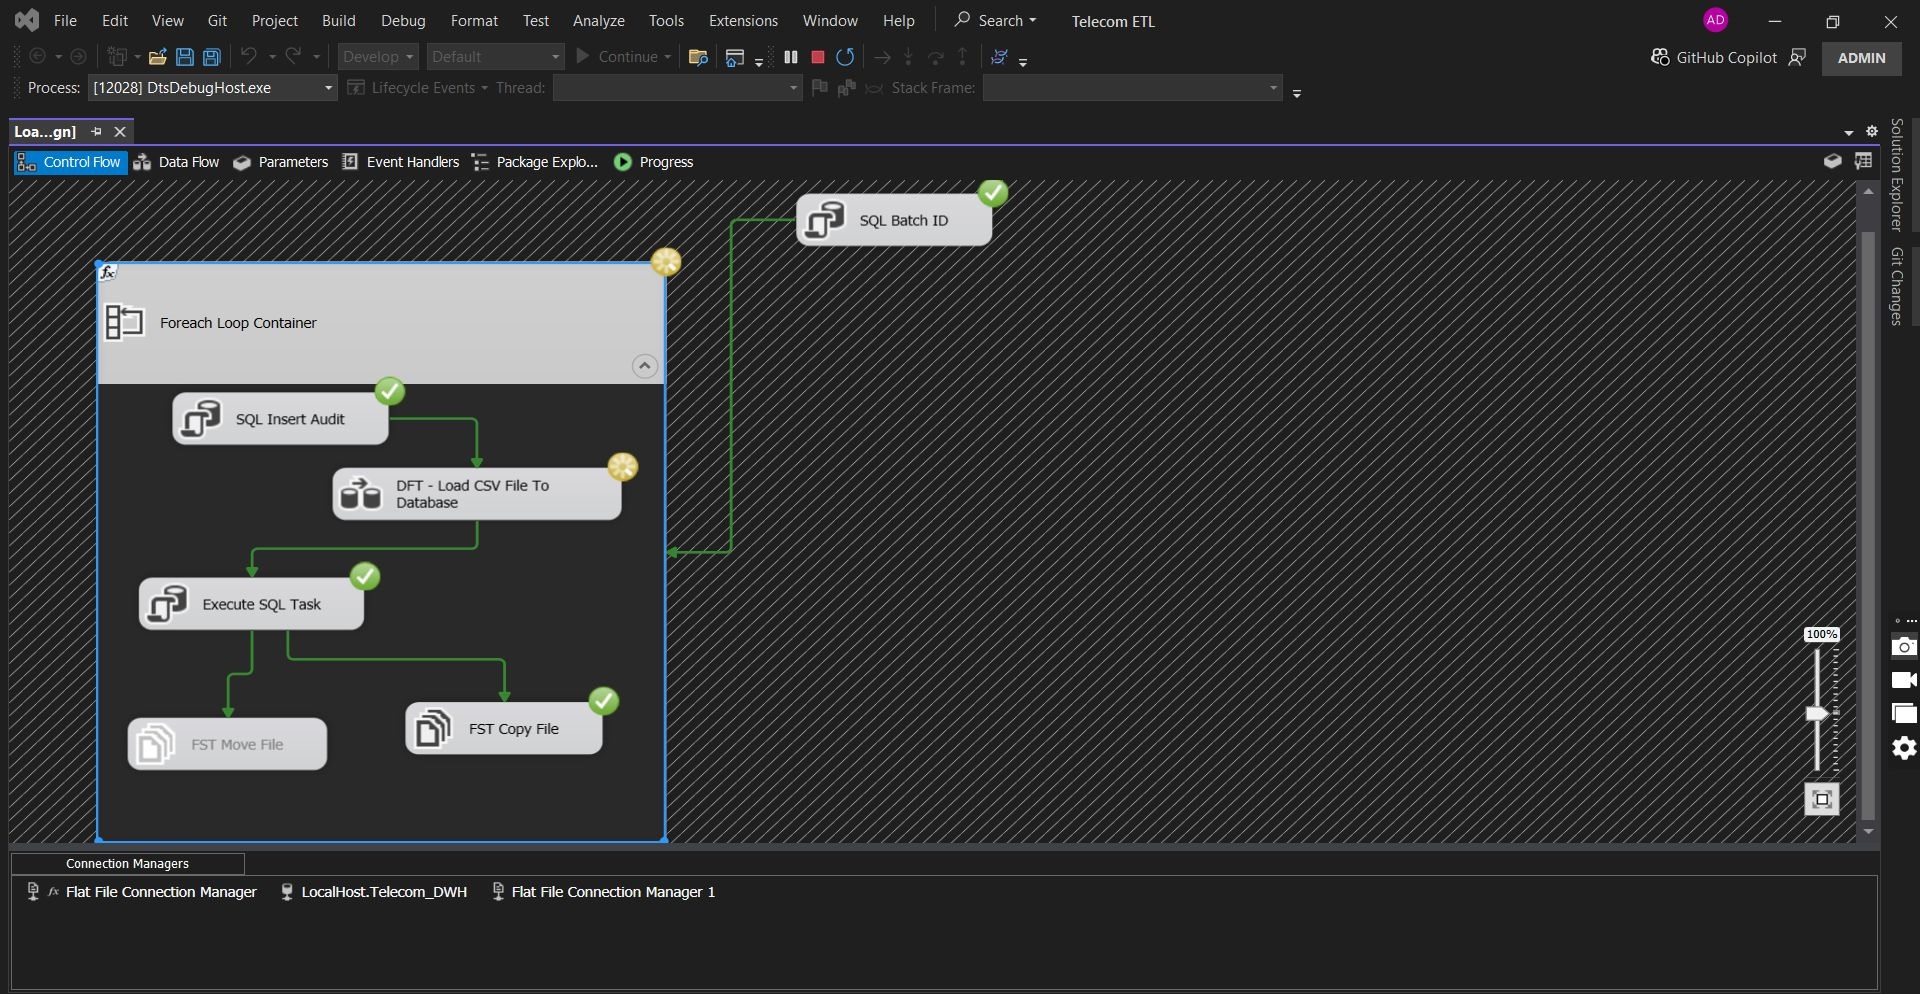 File Edit View Git Project Build Debug Format Test Analyze Tools Extensions Window Help Search Telecom ETL AD
Develop Default Continue GitHub Copilot ADMIN
Process: [12028] DtsDebugHost.exe Lifecycle Events Thread: Stack Frame:
Loa...gn]
Control Flow Data Flow Parameters Event Handlers Package Explo... Progress
Solution Explorer
Git Changes
SQL Batch ID
fx
Foreach Loop Container
SQL Insert Audit
DFT - Load CSV File To
Database
Execute SQL Task
FST Move File
FST Copy File
100%
Connection Managers
fx Flat File Connection Manager LocalHost.Telecom_DWH Flat File Connection Manager 1